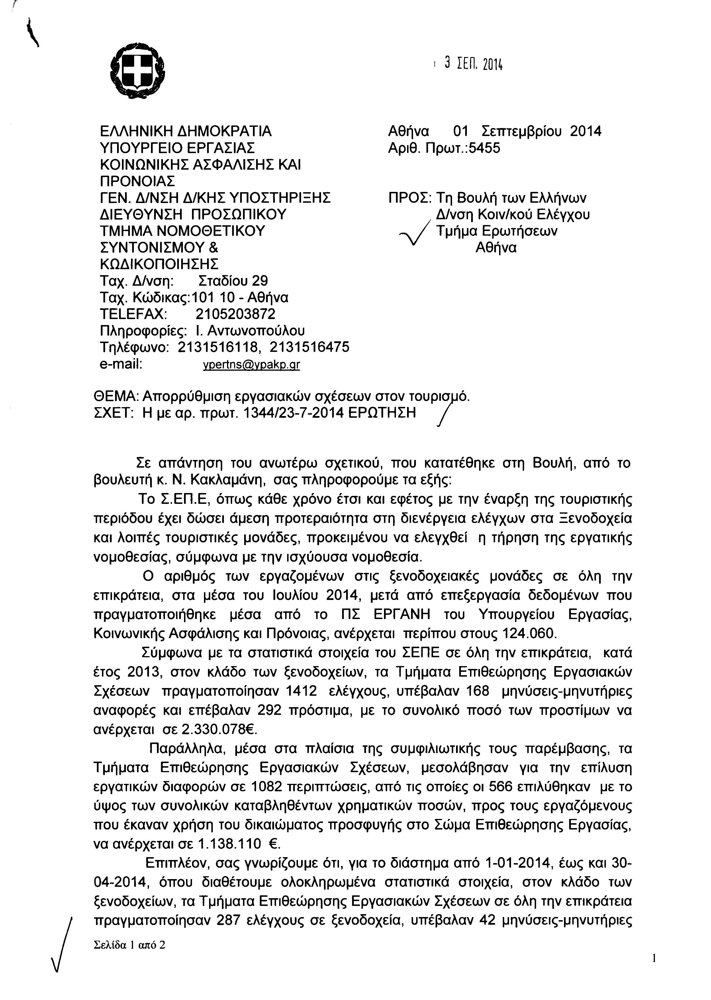 3 ΣΕΠ. 2014
ΕΛΛΗΝΙΚΗ ΔΗΜΟΚΡΑΤΙΑ
ΥΠΟΥΡΓΕΙΟ ΕΡΓΑΣΙΑΣ
ΚΟΙΝΩΝΙΚΗΣ ΑΣΦΑΛΙΣΗΣ ΚΑΙ
ΠΡΟΝΟΙΑΣ
ΓΕΝ. Δ/ΝΣΗ Δ/ΚΗΣ ΥΠΟΣΤΗΡΙΞΗΣ
ΔΙΕΥΘΥΝΣΗ ΠΡΟΣΩΠΙΚΟΥ
ΤΜΗΜΑ ΝΟΜΟΘΕΤΙΚΟΥ
ΣΥΝΤΟΝΙΣΜΟΥ &
ΚΩΔΙΚΟΠΟΙΗΣΗΣ
Ταχ. Δ/νση: Σταδίου 29
Ταχ. Κώδικας:101 10 - Αθήνα
TELEFAX: 2105203872
Πληροφορίες: Ι. Αντωνοπούλου
Τηλέφωνο: 2131516118, 2131516475
e-mail: ypertns@ypakp.gr
Αθήνα 01 Σεπτεμβρίου 2014
Αριθ. Πρωτ.:5455
ΠΡΟΣ: Τη Βουλή των Ελλήνων
Δ/νση Κοιν/κού Ελέγχου
Τμήμα Ερωτήσεων
Αθήνα
ΘΕΜΑ: Απορρύθμιση εργασιακών σχέσεων στον τουρισμό.
ΣΧΕΤ: Η με αρ. πρωτ. 1344/23-7-2014 ΕΡΩΤΗΣΗ
Σε απάντηση του ανωτέρω σχετικού, που κατατέθηκε στη Βουλή, από το
βουλευτή κ. Ν. Κακλαμάνη, σας πληροφορούμε τα εξής:
Το Σ.ΕΠ.Ε, όπως κάθε χρόνο έτσι και εφέτος με την έναρξη της τουριστικής
περιόδου έχει δώσει άμεση προτεραιότητα στη διενέργεια ελέγχων στα Ξενοδοχεία
και λοιπές τουριστικές μονάδες, προκειμένου να ελεγχθεί η τήρηση της εργατικής
νομοθεσίας, σύμφωνα με την ισχύουσα νομοθεσία.
Ο αριθμός των εργαζομένων στις ξενοδοχειακές μονάδες σε όλη την
επικράτεια, στα μέσα του Ιουλίου 2014, μετά από επεξεργασία δεδομένων που
πραγματοποιήθηκε μέσα από το ΠΣ ΕΡΓΑΝΗ του Υπουργείου Εργασίας,
Κοινωνικής Ασφάλισης και Πρόνοιας, ανέρχεται περίπου στους 124.060.
Σύμφωνα με τα στατιστικά στοιχεία του ΣΕΠΕ σε όλη την επικράτεια, κατά
έτος 2013, στον κλάδο των ξενοδοχείων, τα Τμήματα Επιθεώρησης Εργασιακών
Σχέσεων πραγματοποίησαν 1412 ελέγχους, υπέβαλαν 168 μηνύσεις-μηνυτήριες
αναφορές και επέβαλαν 292 πρόστιμα, με το συνολικό ποσό των προστίμων να
ανέρχεται σε 2.330.078€.
Παράλληλα, μέσα στα πλαίσια της συμφιλιωτικής τους παρέμβασης, τα
Τμήματα Επιθεώρησης Εργασιακών Σχέσεων, μεσολάβησαν για την επίλυση
εργατικών διαφορών σε 1082 περιπτώσεις, από τις οποίες οι 566 επιλύθηκαν με το
ύψος των συνολικών καταβληθέντων χρηματικών ποσών, προς τους εργαζόμενους
που έκαναν χρήση του δικαιώματος προσφυγής στο Σώμα Επιθεώρησης Εργασίας,
να ανέρχεται σε 1.138.110 €.
Επιπλέον, σας γνωρίζουμε ότι, για το διάστημα από 1-01-2014, έως και 30-
04-2014, όπου διαθέτουμε ολοκληρωμένα στατιστικά στοιχεία, στον κλάδο των
ξενοδοχείων, τα Τμήματα Επιθεώρησης Εργασιακών Σχέσεων σε όλη την επικράτεια
πραγματοποίησαν 287 ελέγχους σε ξενοδοχεία, υπέβαλαν 42 μηνύσεις-μηνυτήριες
Σελίδα 1 από 2
1